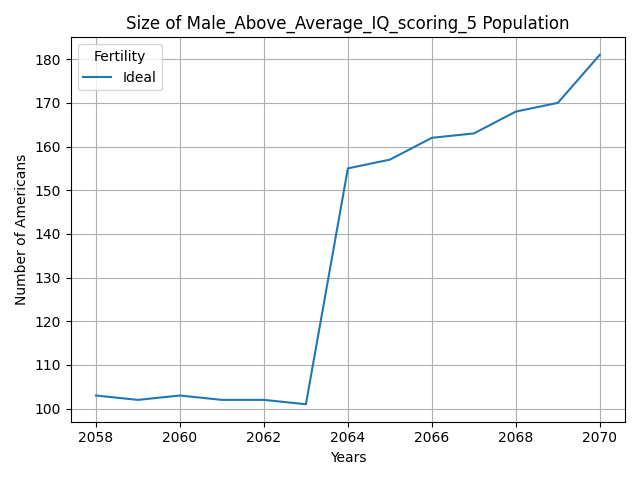 Size of Male_Above_Average_IQ_scoring_5 Population
Fertility
Ideal
180
170
160
150
140
130
120
110
100
Number of Americans
2058 2060 2062 2064 2066 2068 2070
Years